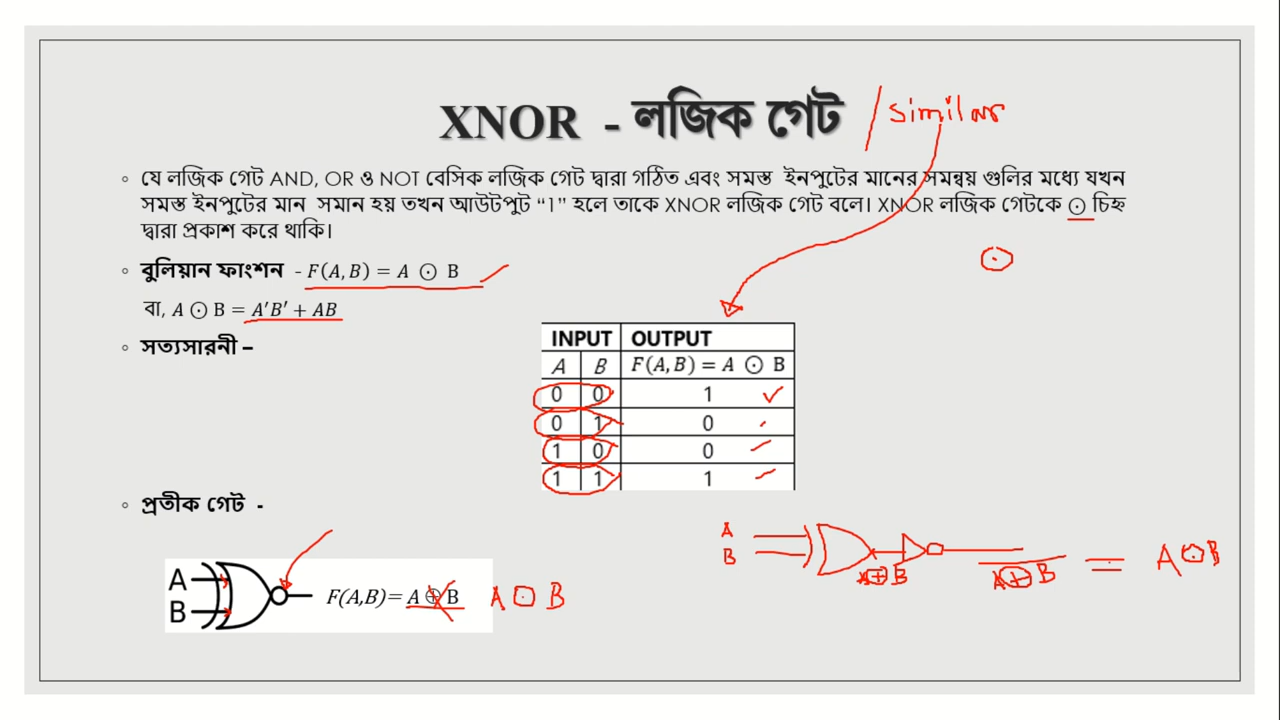 XNOR - লজিক গেট / similar
◦ যে লজিক গেট AND, OR ও NOT বেসিক লজিক গেট দ্বারা গঠিত এবং সমস্ত ইনপুটের মানের সমন্বয় গুলির মধ্যে যখন
সমস্ত ইনপুটের মান সমান হয় তখন আউটপুট “1” হলে তাকে XNOR লজিক গেট বলে। XNOR লজিক গেটকে ⊙ চিহ্ন
দ্বারা প্রকাশ করে থাকি।
⊙
◦ বুলিয়ান ফাংশন - F(A, B) = A ⊙ B
বা, A ⊙ B = A′B′ + AB
◦ সত্যসারনী –
INPUT OUTPUT
A B F(A, B) = A ⊙ B
0 0 1
0 1 0
1 0 0
1 1 1
◦ প্রতীক গেট -
A
B
F(A,B)= A ⊕ B A ⊙ B
A
B
A⊕B A⊕B = A⊙B